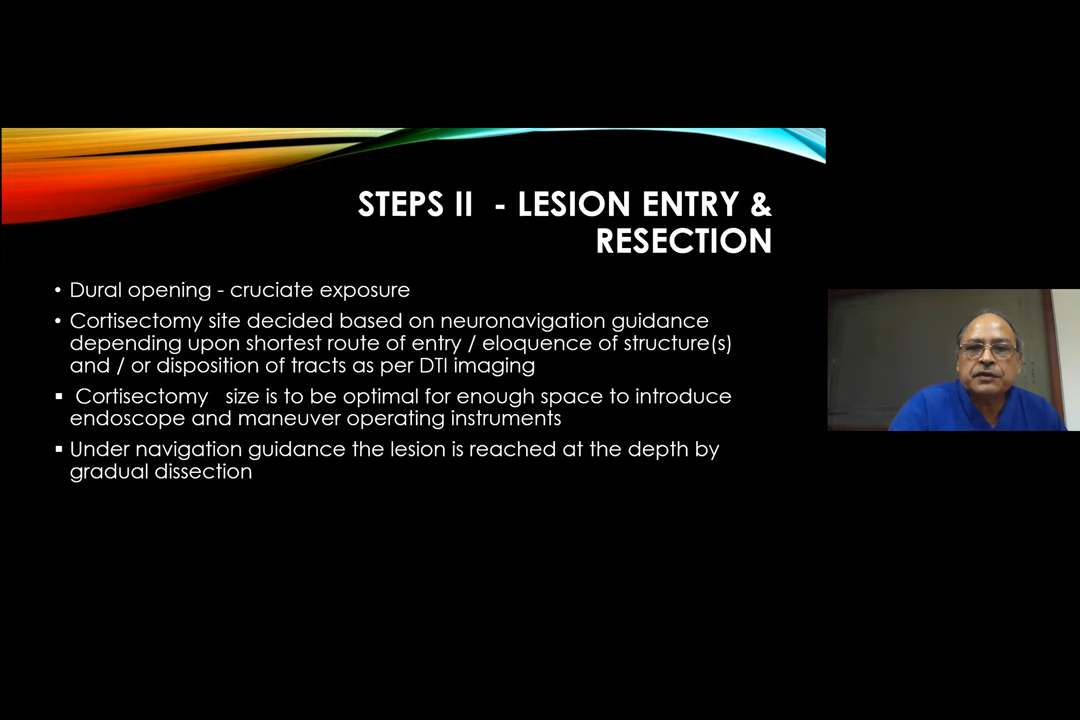 STEPS II - LESION ENTRY &
RESECTION
• Dural opening - cruciate exposure
• Cortisectomy site decided based on neuronavigation guidance
depending upon shortest route of entry / eloquence of structure(s)
and / or disposition of tracts as per DTI imaging
▪ Cortisectomy size is to be optimal for enough space to introduce
endoscope and maneuver operating instruments
▪ Under navigation guidance the lesion is reached at the depth by
gradual dissection